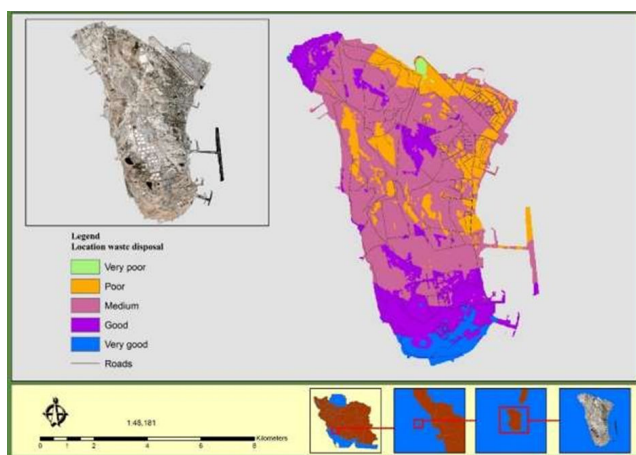 Legend
Location waste disposal
Very poor
Poor
Medium
Good
Very good
Roads
1:48,101
Kilometers
0 1 2 4 6 8